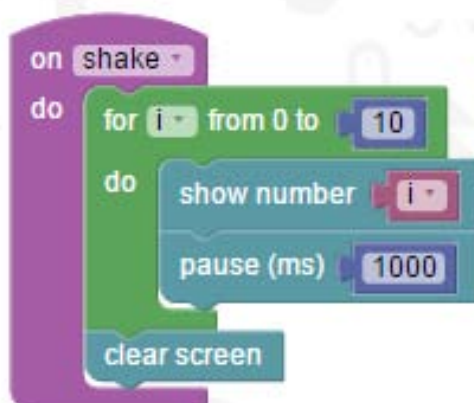 on shake
do for i from 0 to 10
do show number i
pause (ms) 1000
clear screen